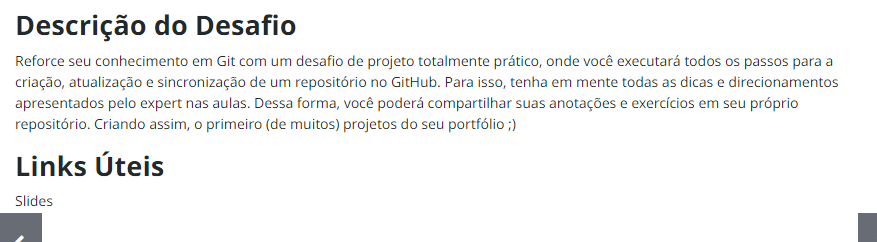 Descrição do Desafio
Reforce seu conhecimento em Git com um desafio de projeto totalmente prático, onde você executará todos os passos para a
criação, atualização e sincronização de um repositório no GitHub. Para isso, tenha em mente todas as dicas e direcionamentos
apresentados pelo expert nas aulas. Dessa forma, você poderá compartilhar suas anotações e exercícios em seu próprio
repositório. Criando assim, o primeiro (de muitos) projetos do seu portfólio ;)
Links Úteis
Slides